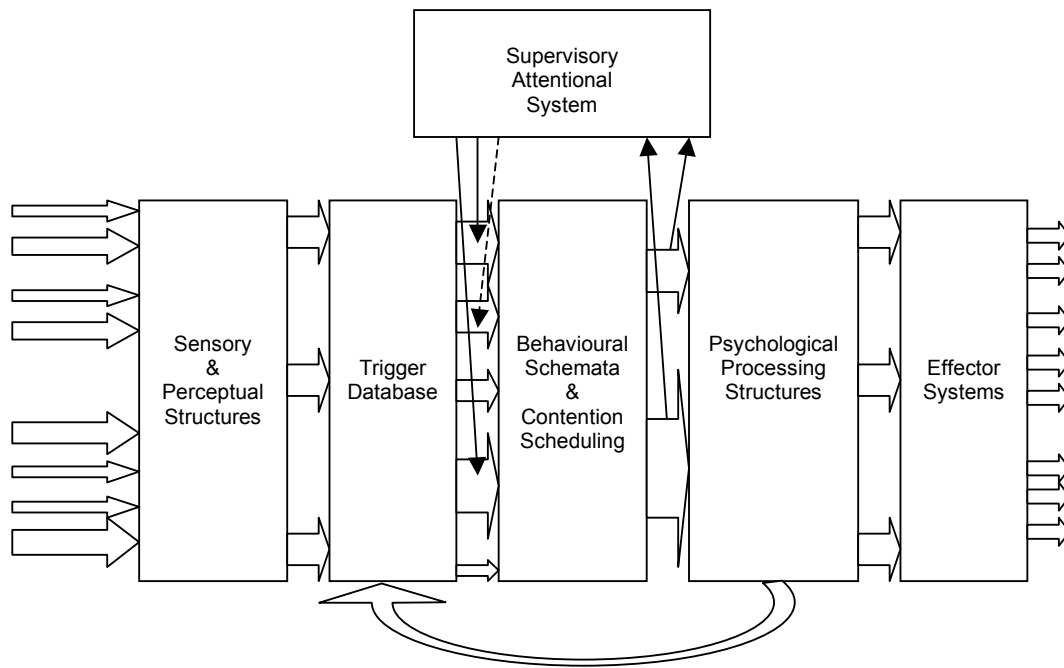 Supervisory
Attentional
System
Sensory
&
Perceptual
Structures
Trigger
Database
Behavioural
Schemata
&
Contention
Scheduling
Psychological
Processing
Structures
Effector
Systems